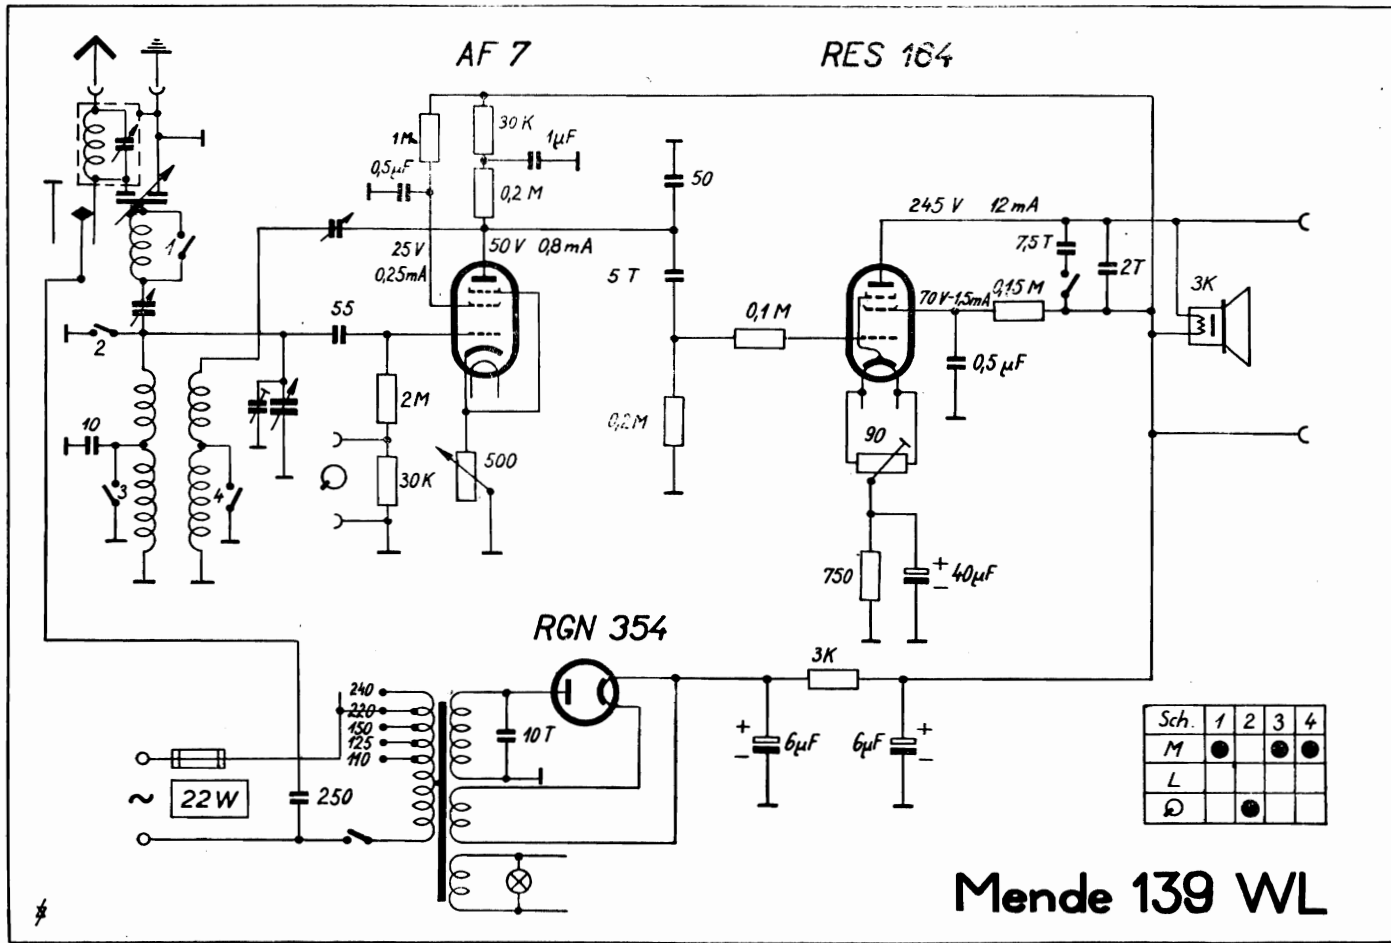 AF 7
RES 164
30 K
1µF
0,5µF
0,2 M
50
245 V 12 mA
25 V
50 V 0,8 mA
0,25mA
7,5 T
2T
5 T
3K
70 V-1,5mA
0,15 M
55
0,1 M
0,5 µF
1
2
2 M
0,2M
10
90
3
4
30K
500
750
+
−
40µF
RGN 354
3K
240
220
150
125
110
10 T
+
−
6µF
6µF
+
−
~
22W
250
Sch. 1 2 3 4
M
L
Mende 139 WL